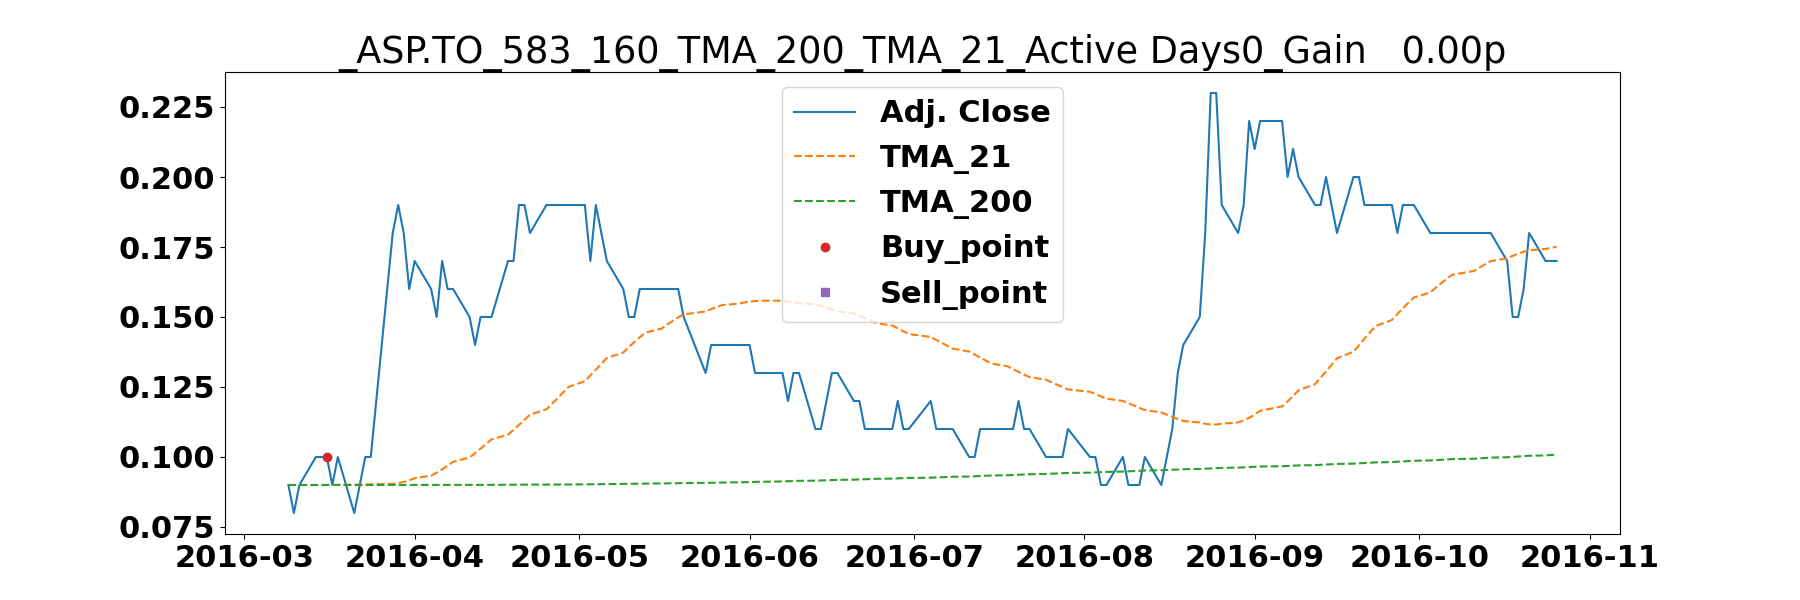 _ASP.TO_583_160_TMA_200_TMA_21_Active Days0_Gain   0.00p
0.225
0.200
0.175
0.150
0.125
0.100
0.075
Adj. Close
TMA_21
TMA_200
Buy_point
Sell_point
2016-03 2016-04 2016-05 2016-06 2016-07 2016-08 2016-09 2016-10 2016-11